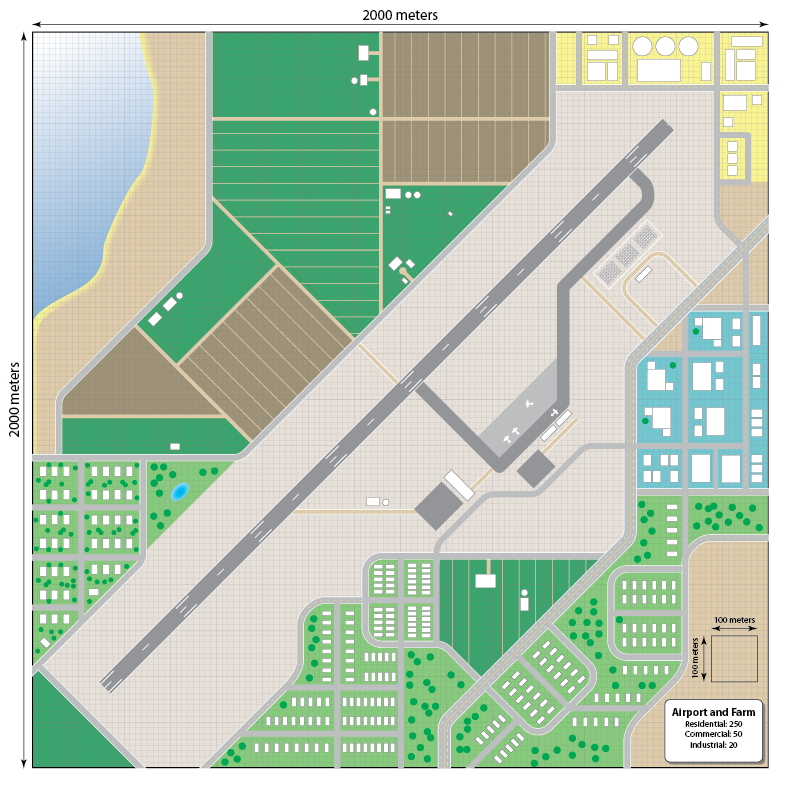 2000 meters
2000 meters
100 meters
100 meters
Airport and Farm
Residential: 250
Commercial: 50
Industrial: 20